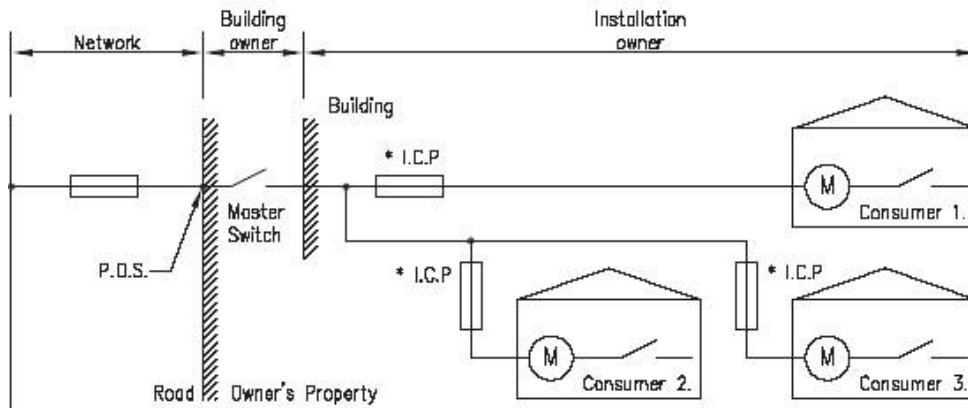 Network
Building
owner
Installation
owner
Building
* I.C.P
M
Consumer 1.
Master
Switch
P.O.S.
* I.C.P
* I.C.P
M
Consumer 2.
M
Consumer 3.
Road
Owner's Property